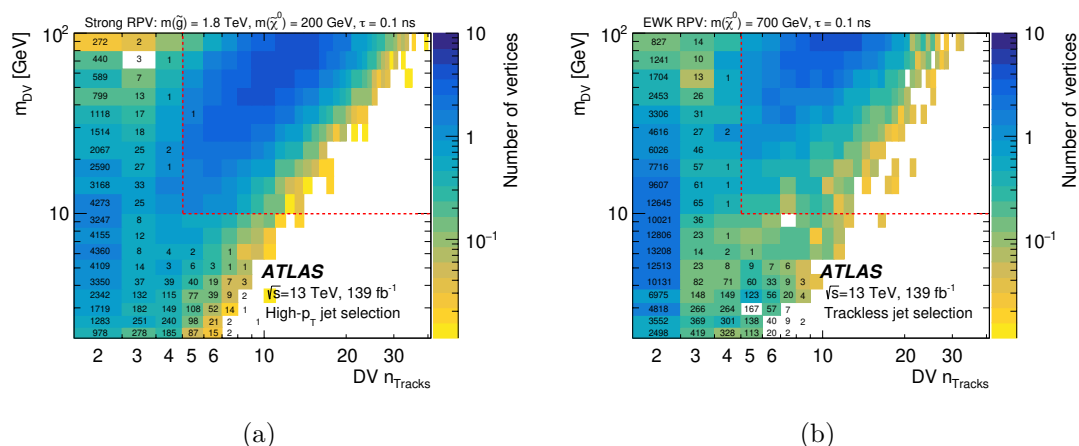 Strong RPV: m(g̃) = 1.8 TeV, m(χ̃⁰) = 200 GeV, τ = 0.1 ns
m_DV [GeV]
10²
10
272 2
440 3 1
589 7
799 13 1
1118 17 1
1514 18
2067 25 2
2590 27 1
3168 33
4273 25
3247 8
4155 12
4360 8 4 2 1
4109 14 3 6 3 1 1
3350 37 39 40 19 7 3
2342 132 115 77 39 9 2
1719 182 149 108 52 14 1
1283 251 240 98 21 2 1
978 278 185 87 15 2
ATLAS
√s=13 TeV, 139 fb⁻¹
High-p_T jet selection
2 3 4 5 6 10 20 30
DV n_Tracks
10
1
10⁻¹
Number of vertices
(a)
EWK RPV: m(χ̃⁰) = 700 GeV, τ = 0.1 ns
m_DV [GeV]
10²
10
827 14
1241 10
1704 13 1
2453 26
3306 31
4616 27 2
6026 46
7716 57 1
9607 61 1
12645 65 1
10021 36
12806 23 1
13208 14 2 1
12513 23 8 9 7 6
10131 82 71 60 33 9 3
6975 148 149 123 56 20 4
4818 266 264 167 57 7
3552 369 301 138 40 9 2
2498 419 328 113 20 2
ATLAS
√s=13 TeV, 139 fb⁻¹
Trackless jet selection
2 3 4 5 6 10 20 30
DV n_Tracks
10
1
10⁻¹
Number of vertices
(b)